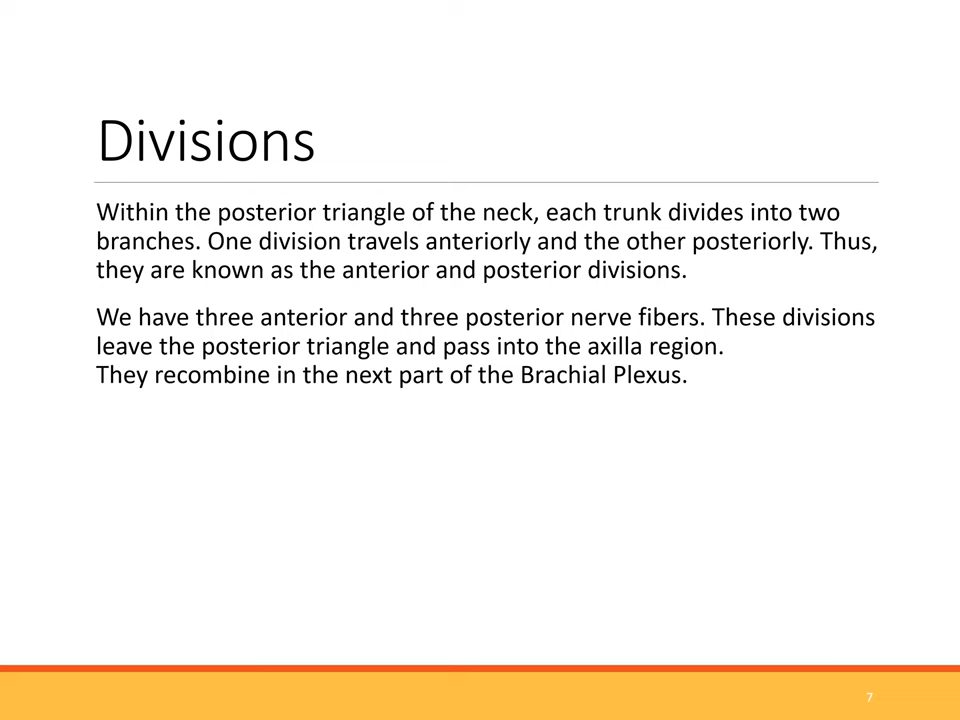 Divisions
Within the posterior triangle of the neck, each trunk divides into two
branches. One division travels anteriorly and the other posteriorly. Thus,
they are known as the anterior and posterior divisions.
We have three anterior and three posterior nerve fibers. These divisions
leave the posterior triangle and pass into the axilla region.
They recombine in the next part of the Brachial Plexus.
7